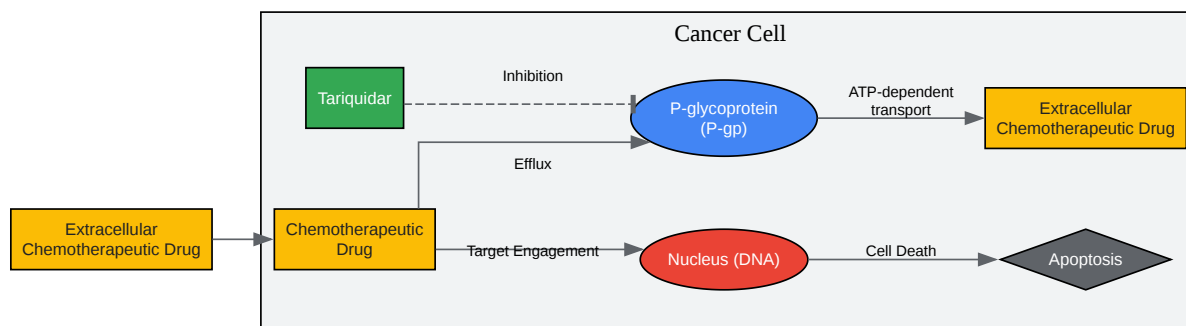 Cancer Cell
Tariquidar
Inhibition
P-glycoprotein
(P-gp)
ATP-dependent
transport
Extracellular
Chemotherapeutic Drug
Efflux
Extracellular
Chemotherapeutic Drug
Chemotherapeutic
Drug
Target Engagement
Nucleus (DNA)
Cell Death
Apoptosis